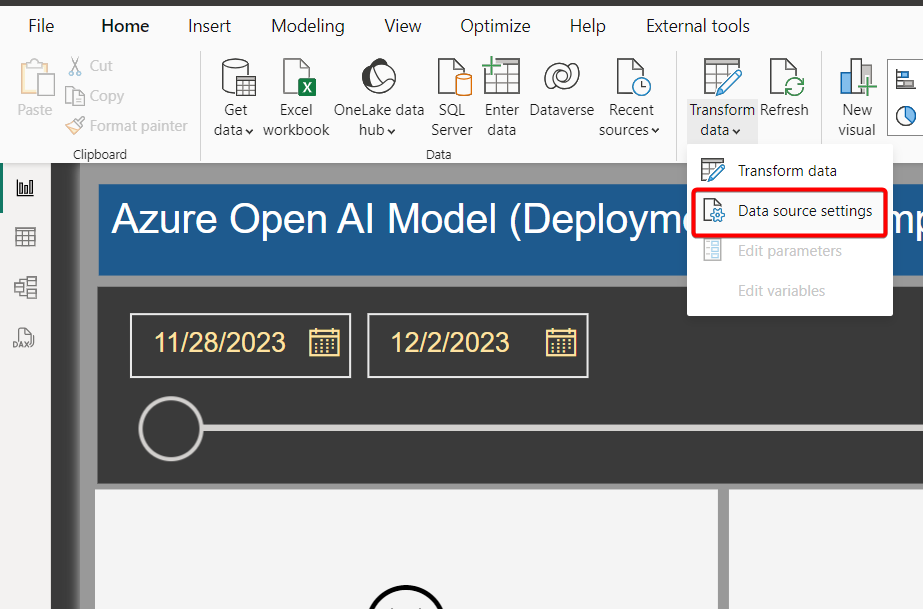 File Home Insert Modeling View Optimize Help External tools
Paste
Cut
Copy
Format painter
Clipboard
Get data
Excel workbook
OneLake data hub
SQL Server
Enter data
Dataverse
Recent sources
Data
Transform data
Refresh
New visual
Transform data
Data source settings
Edit parameters
Edit variables
DAX
Azure Open AI Model
11/28/2023 12/2/2023